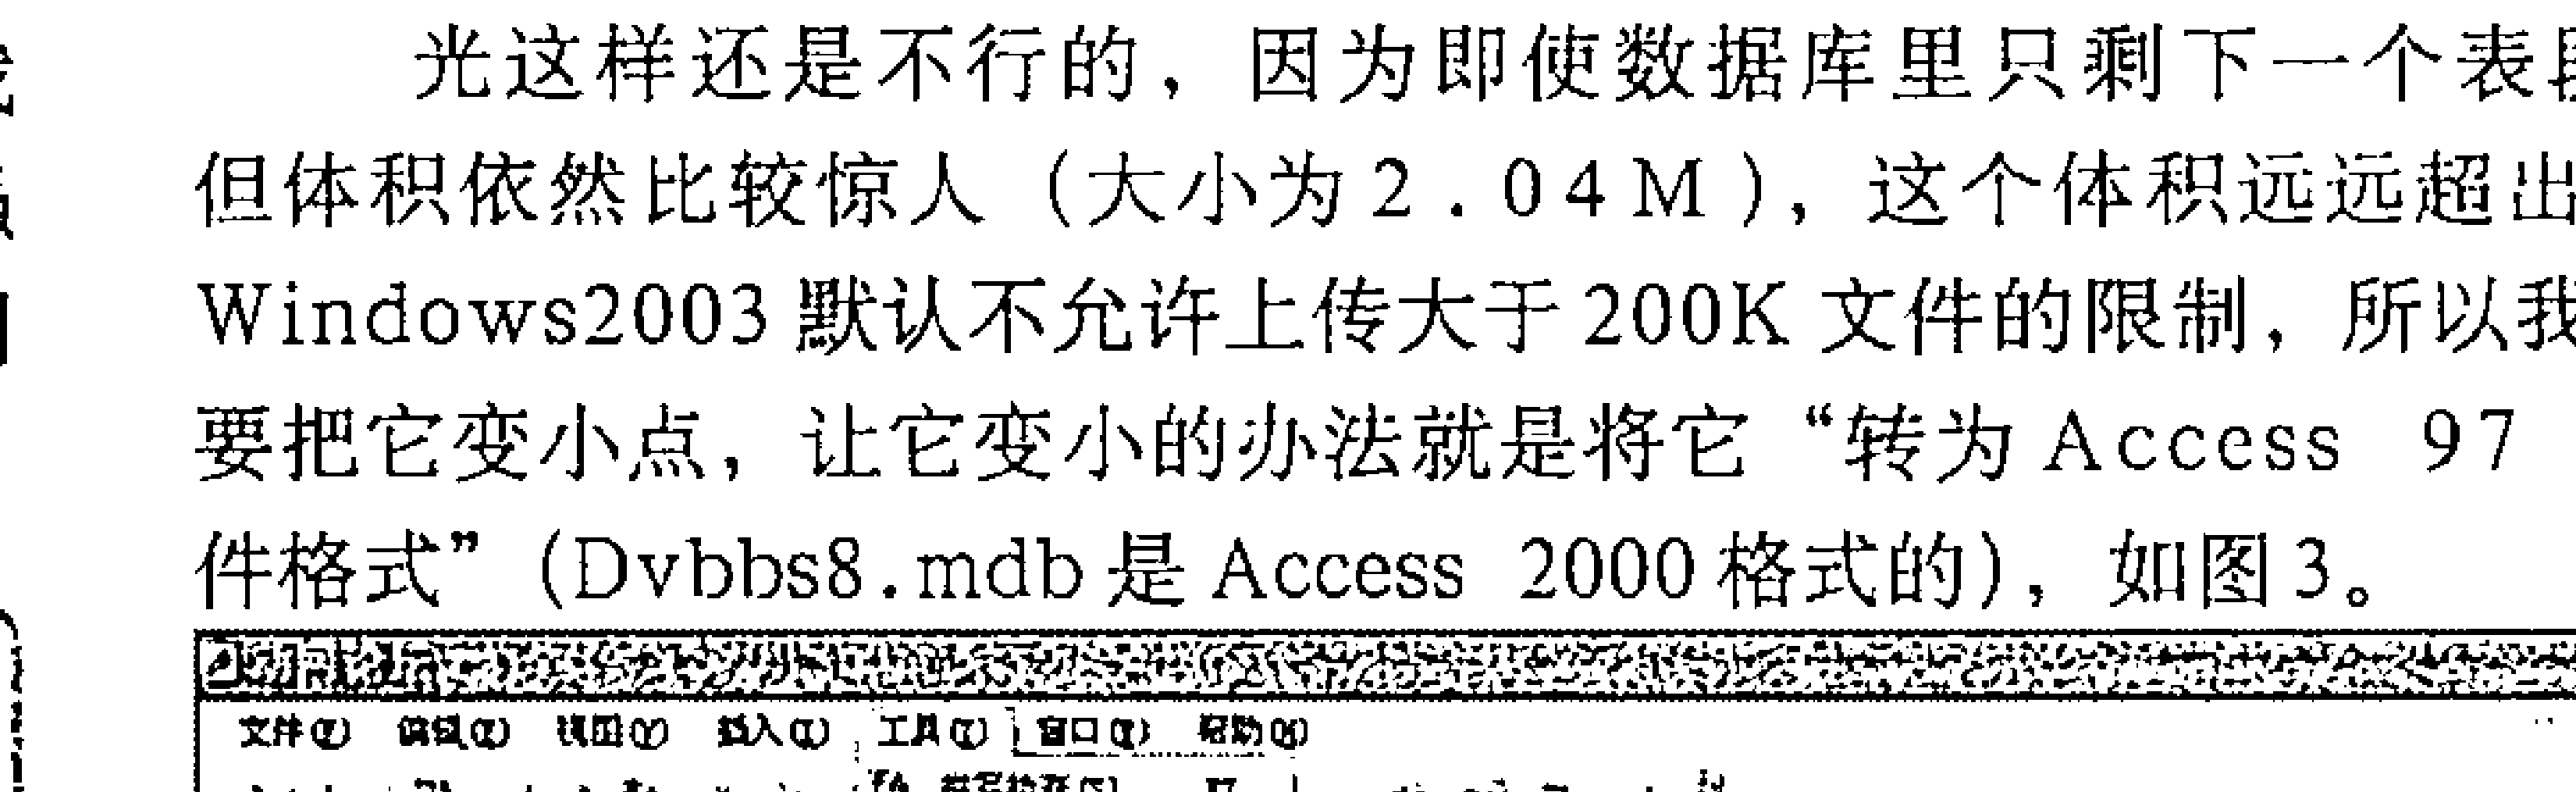 光这样还是不行的，因为即使数据库里只剩下一个表
但体积依然比较惊人（大小为2.04M），这个体积远远超出
Windows2003默认不允许上传大于200K文件的限制，所以我
要把它变小点，让它变小的办法就是将它“转为Access 97
件格式”（Dvbbs8.mdb是Access 2000格式的），如图3。
文件(F) 编辑(E) 视图(V) 插入(I) 工具(T) 窗口(W) 帮助(H)